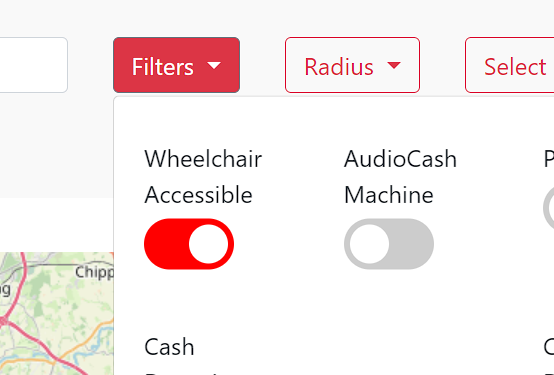 Filters
Radius
Select
Wheelchair
Accessible
AudioCash
Machine
Chipp
Cash